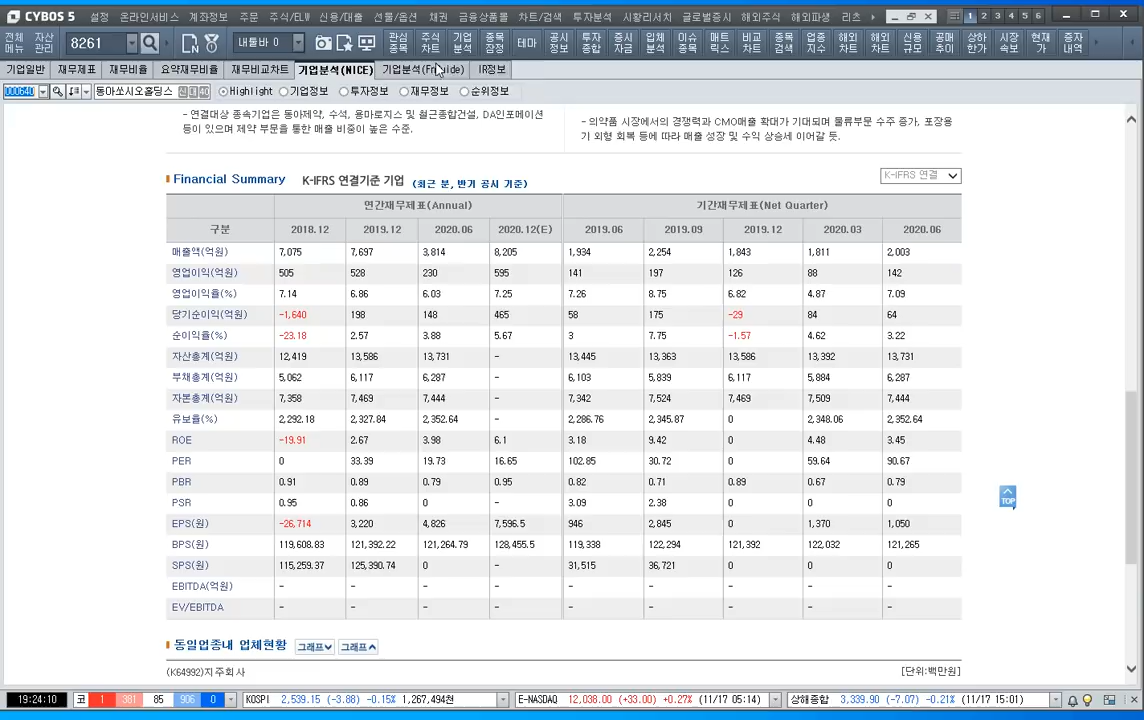 CYBOS 5 설정 온라인서비스 계좌정보 주문 주식/ELW 신용/대출 선물/옵션 채권 금융상품몰 차트/검색 투자분석 시황리서치 글로벌증시 해외주식 해외파생 리츠 1 2 3 4 5 6
전체메뉴 자산관리 8261 내툴바 0 관심종목 주식차트 기업분석 종목잠정 테마 공시정보 투자종합 증시자금 업체분석 이슈종목 매트릭스 비교차트 종목검색 업종지수 해외차트 해외차트 신용규모 공매추이 상하한가 시장속보 현재가 증자내역
기업일반 재무제표 재무비율 요약재무비율 재무비교차트 기업분석(NICE) 기업분석(Fnguide) IR정보
000640 동아쏘시오홀딩스 신 대 40 Highlight 기업정보 투자정보 재무정보 순위정보
- 연결대상 종속기업은 동아제약, 수석, 용마로지스 및 철근종합건설, DA인포메이션
등이 있으며 제약 부문을 통한 매출 비중이 높은 수준.
- 의약품 시장에서의 경쟁력과 CMO매출 확대가 기대되며 물류부문 수주 증가, 포장용
기 외형 회복 등에 따라 매출 성장 및 수익 상승세 이어갈 듯.
Financial Summary K-IFRS 연결기준 기업 (최근 분,반기 공시 기준) K-IFRS 연결
연간재무제표(Annual) 기간재무제표(Net Quarter)
구분 2018.12 2019.12 2020.06 2020.12(E) 2019.06 2019.09 2019.12 2020.03 2020.06
매출액(억원) 7,075 7,697 3,814 8,205 1,934 2,254 1,843 1,811 2,003
영업이익(억원) 505 528 230 595 141 197 126 88 142
영업이익율(%) 7.14 6.86 6.03 7.25 7.26 8.75 6.82 4.87 7.09
당기순이익(억원) -1,640 198 148 465 58 175 -29 84 64
순이익율(%) -23.18 2.57 3.88 5.67 3 7.75 -1.57 4.62 3.22
자산총계(억원) 12,419 13,586 13,731 - 13,445 13,363 13,586 13,392 13,731
부채총계(억원) 5,062 6,117 6,287 - 6,103 5,839 6,117 5,884 6,287
자본총계(억원) 7,358 7,469 7,444 - 7,342 7,524 7,469 7,509 7,444
유보율(%) 2,292.18 2,327.84 2,352.64 - 2,286.76 2,345.87 0 2,348.06 2,352.64
ROE -19.91 2.67 3.98 6.1 3.18 9.42 0 4.48 3.45
PER 0 33.39 19.73 16.65 102.85 30.72 0 59.64 90.67
PBR 0.91 0.89 0.79 0.95 0.82 0.71 0.89 0.67 0.79
PSR 0.95 0.86 0 - 3.09 2.38 0 0 0
EPS(원) -26,714 3,220 4,826 7,596.5 946 2,845 0 1,370 1,050
BPS(원) 119,608.83 121,392.22 121,264.79 128,455.5 119,338 122,294 121,392 122,032 121,265
SPS(원) 115,259.37 125,390.74 0 - 31,515 36,721 0 0 0
EBITDA(억원) - - - - - - - - -
EV/EBITDA - - - - - - - - -
TOP
동일업종내 업체현황 그래프 그래프
(K64992)지주회사 [단위:백만원]
19:24:10 코 1 381 85 906 0 KOSPI 2,539.15 (-3.88) -0.15% 1,267,494천 E-NASDAQ 12,038.00 (+33.00) +0.27% (11/17 05:14) 상해종합 3,339.90 (-7.07) -0.21% (11/17 15:01)